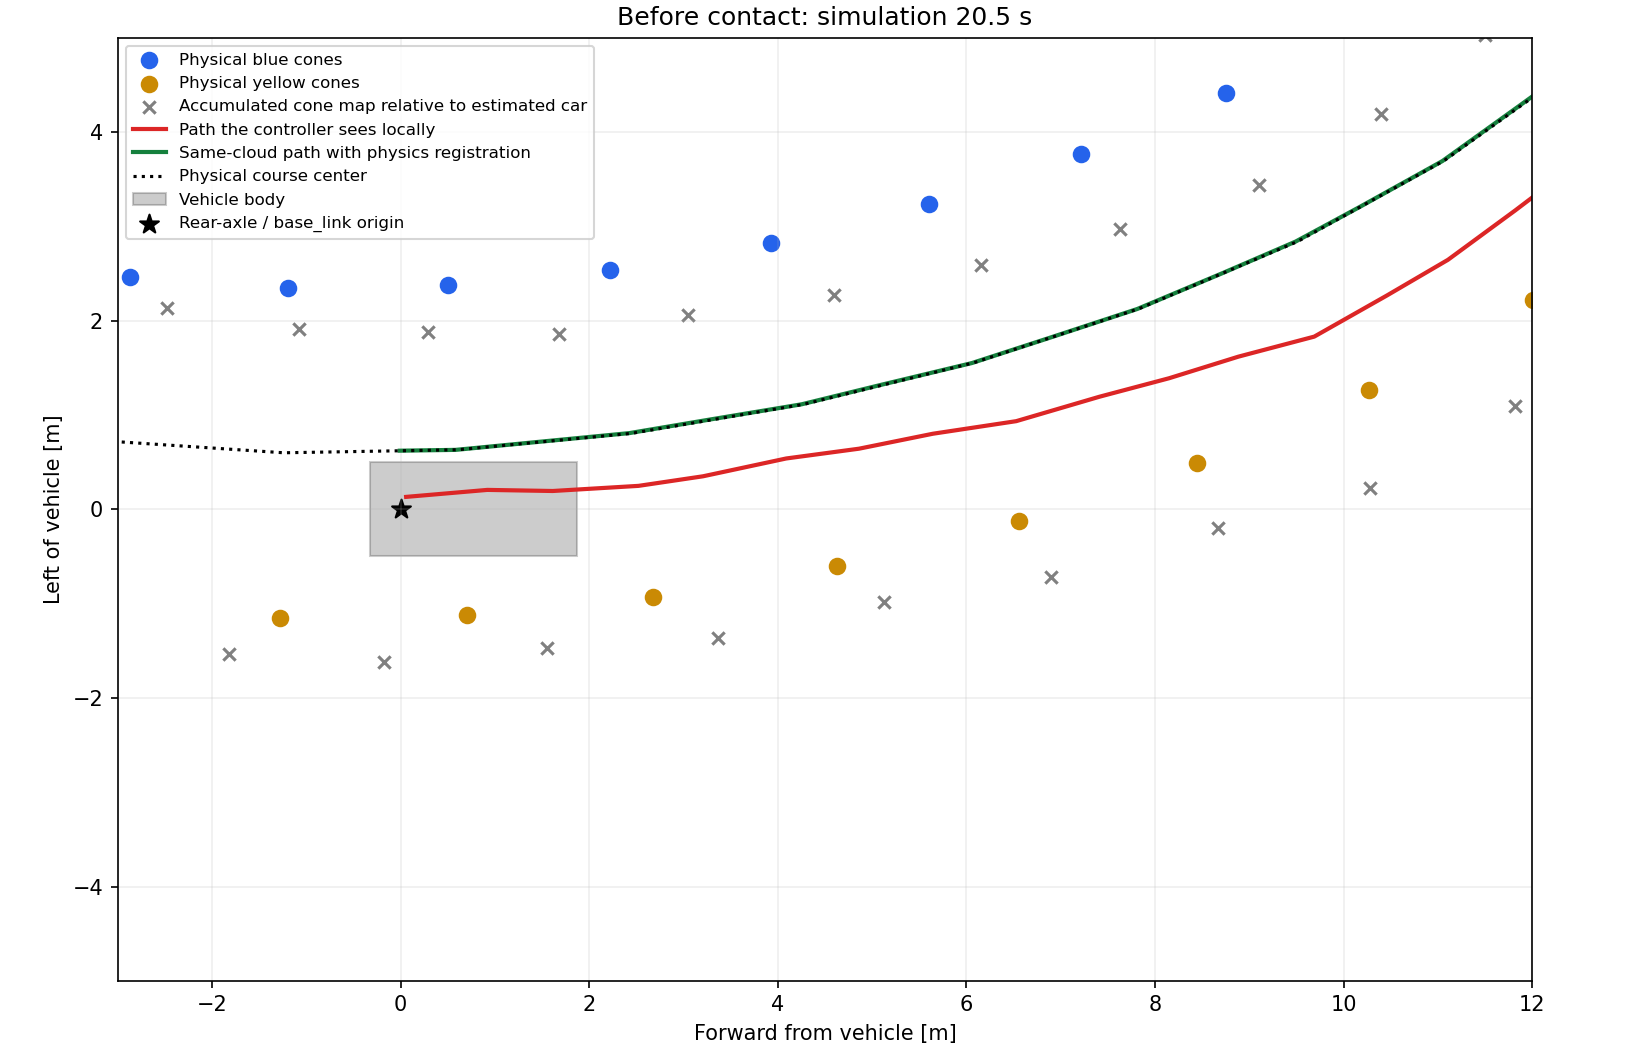 Before contact: simulation 20.5 s
Physical blue cones
Physical yellow cones
Accumulated cone map relative to estimated car
Path the controller sees locally
Same-cloud path with physics registration
Physical course center
Vehicle body
Rear-axle / base_link origin
Left of vehicle [m]
4
2
0
−2
−4
−2
0
2
4
6
8
10
12
Forward from vehicle [m]